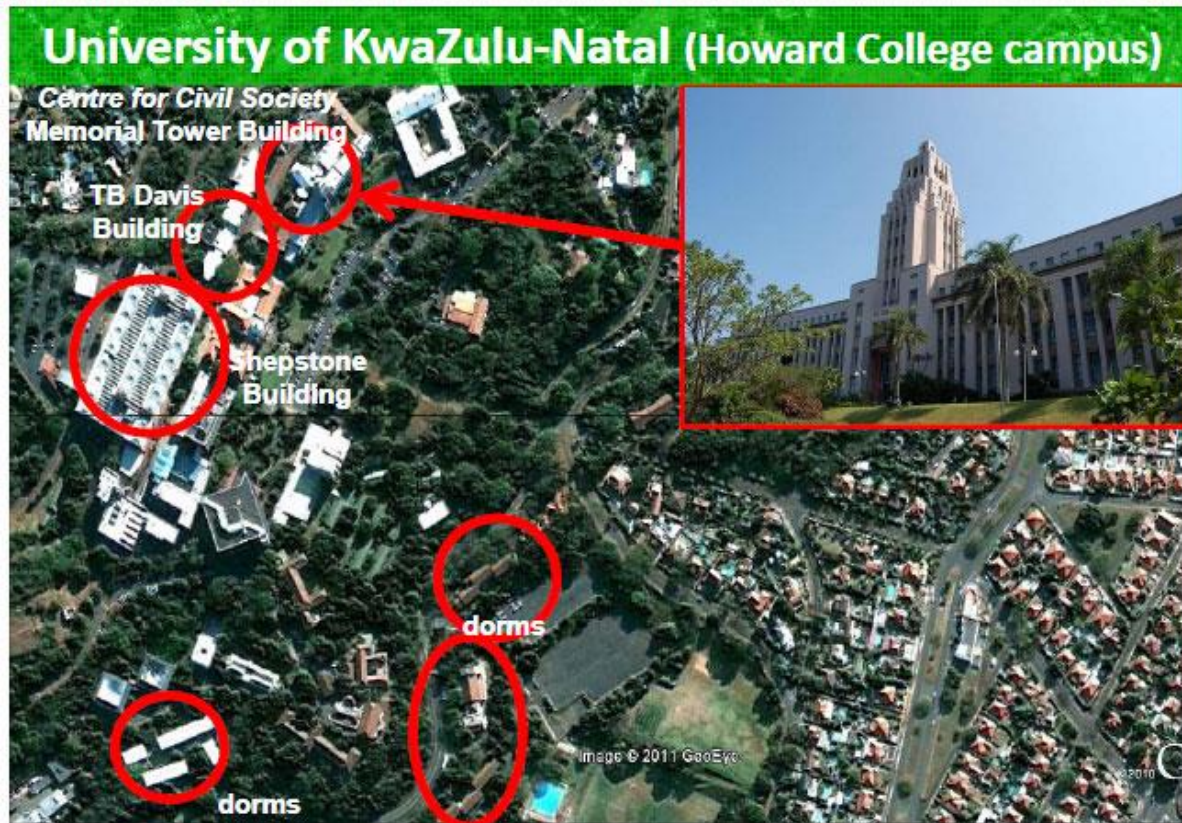 University of KwaZulu-Natal (Howard College campus)
Centre for Civil Society
Memorial Tower Building
TB Davis
Building
Shepstone
Building
dorms
dorms
Image © 2011 GeoEye
©2010